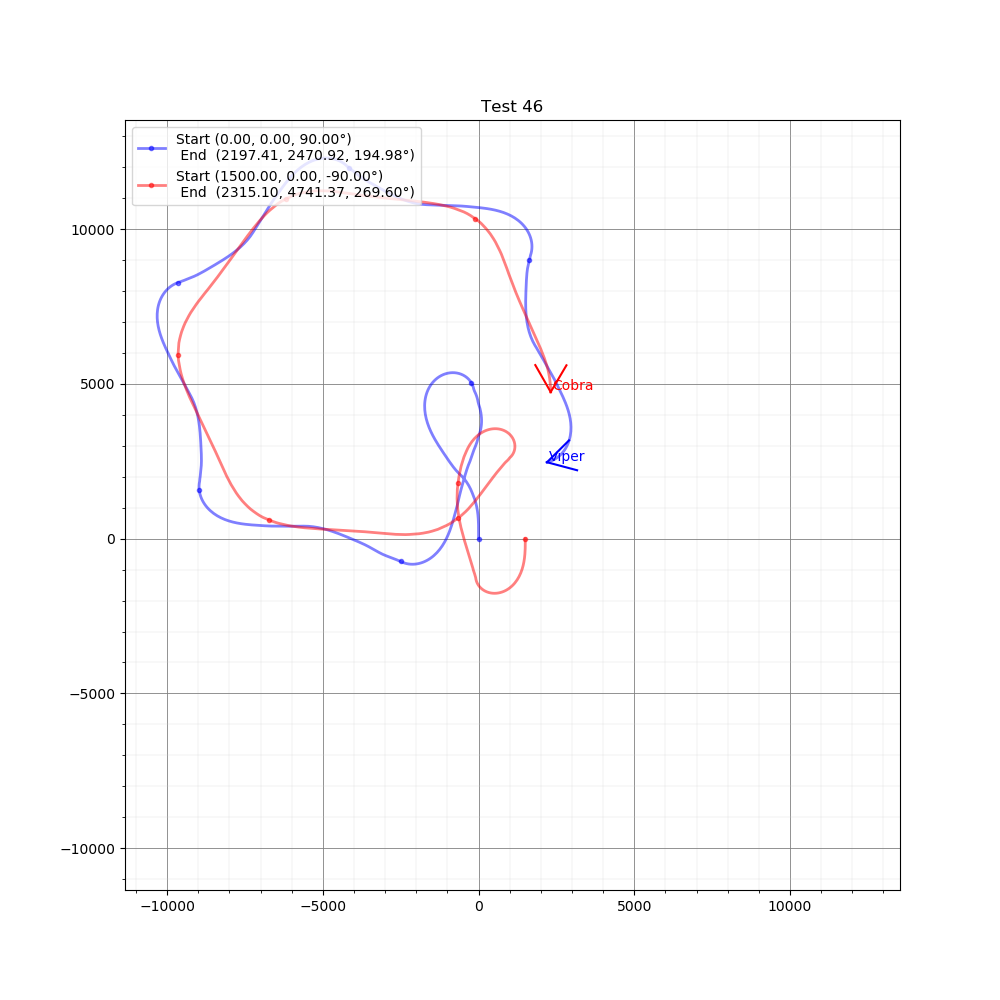 Test 46
Start (0.00, 0.00, 90.00°)
End (2197.41, 2470.92, 194.98°)
Start (1500.00, 0.00, -90.00°)
End (2315.10, 4741.37, 269.60°)
10000
5000
0
−5000
−10000
Cobra
Viper
−10000
−5000
0
5000
10000